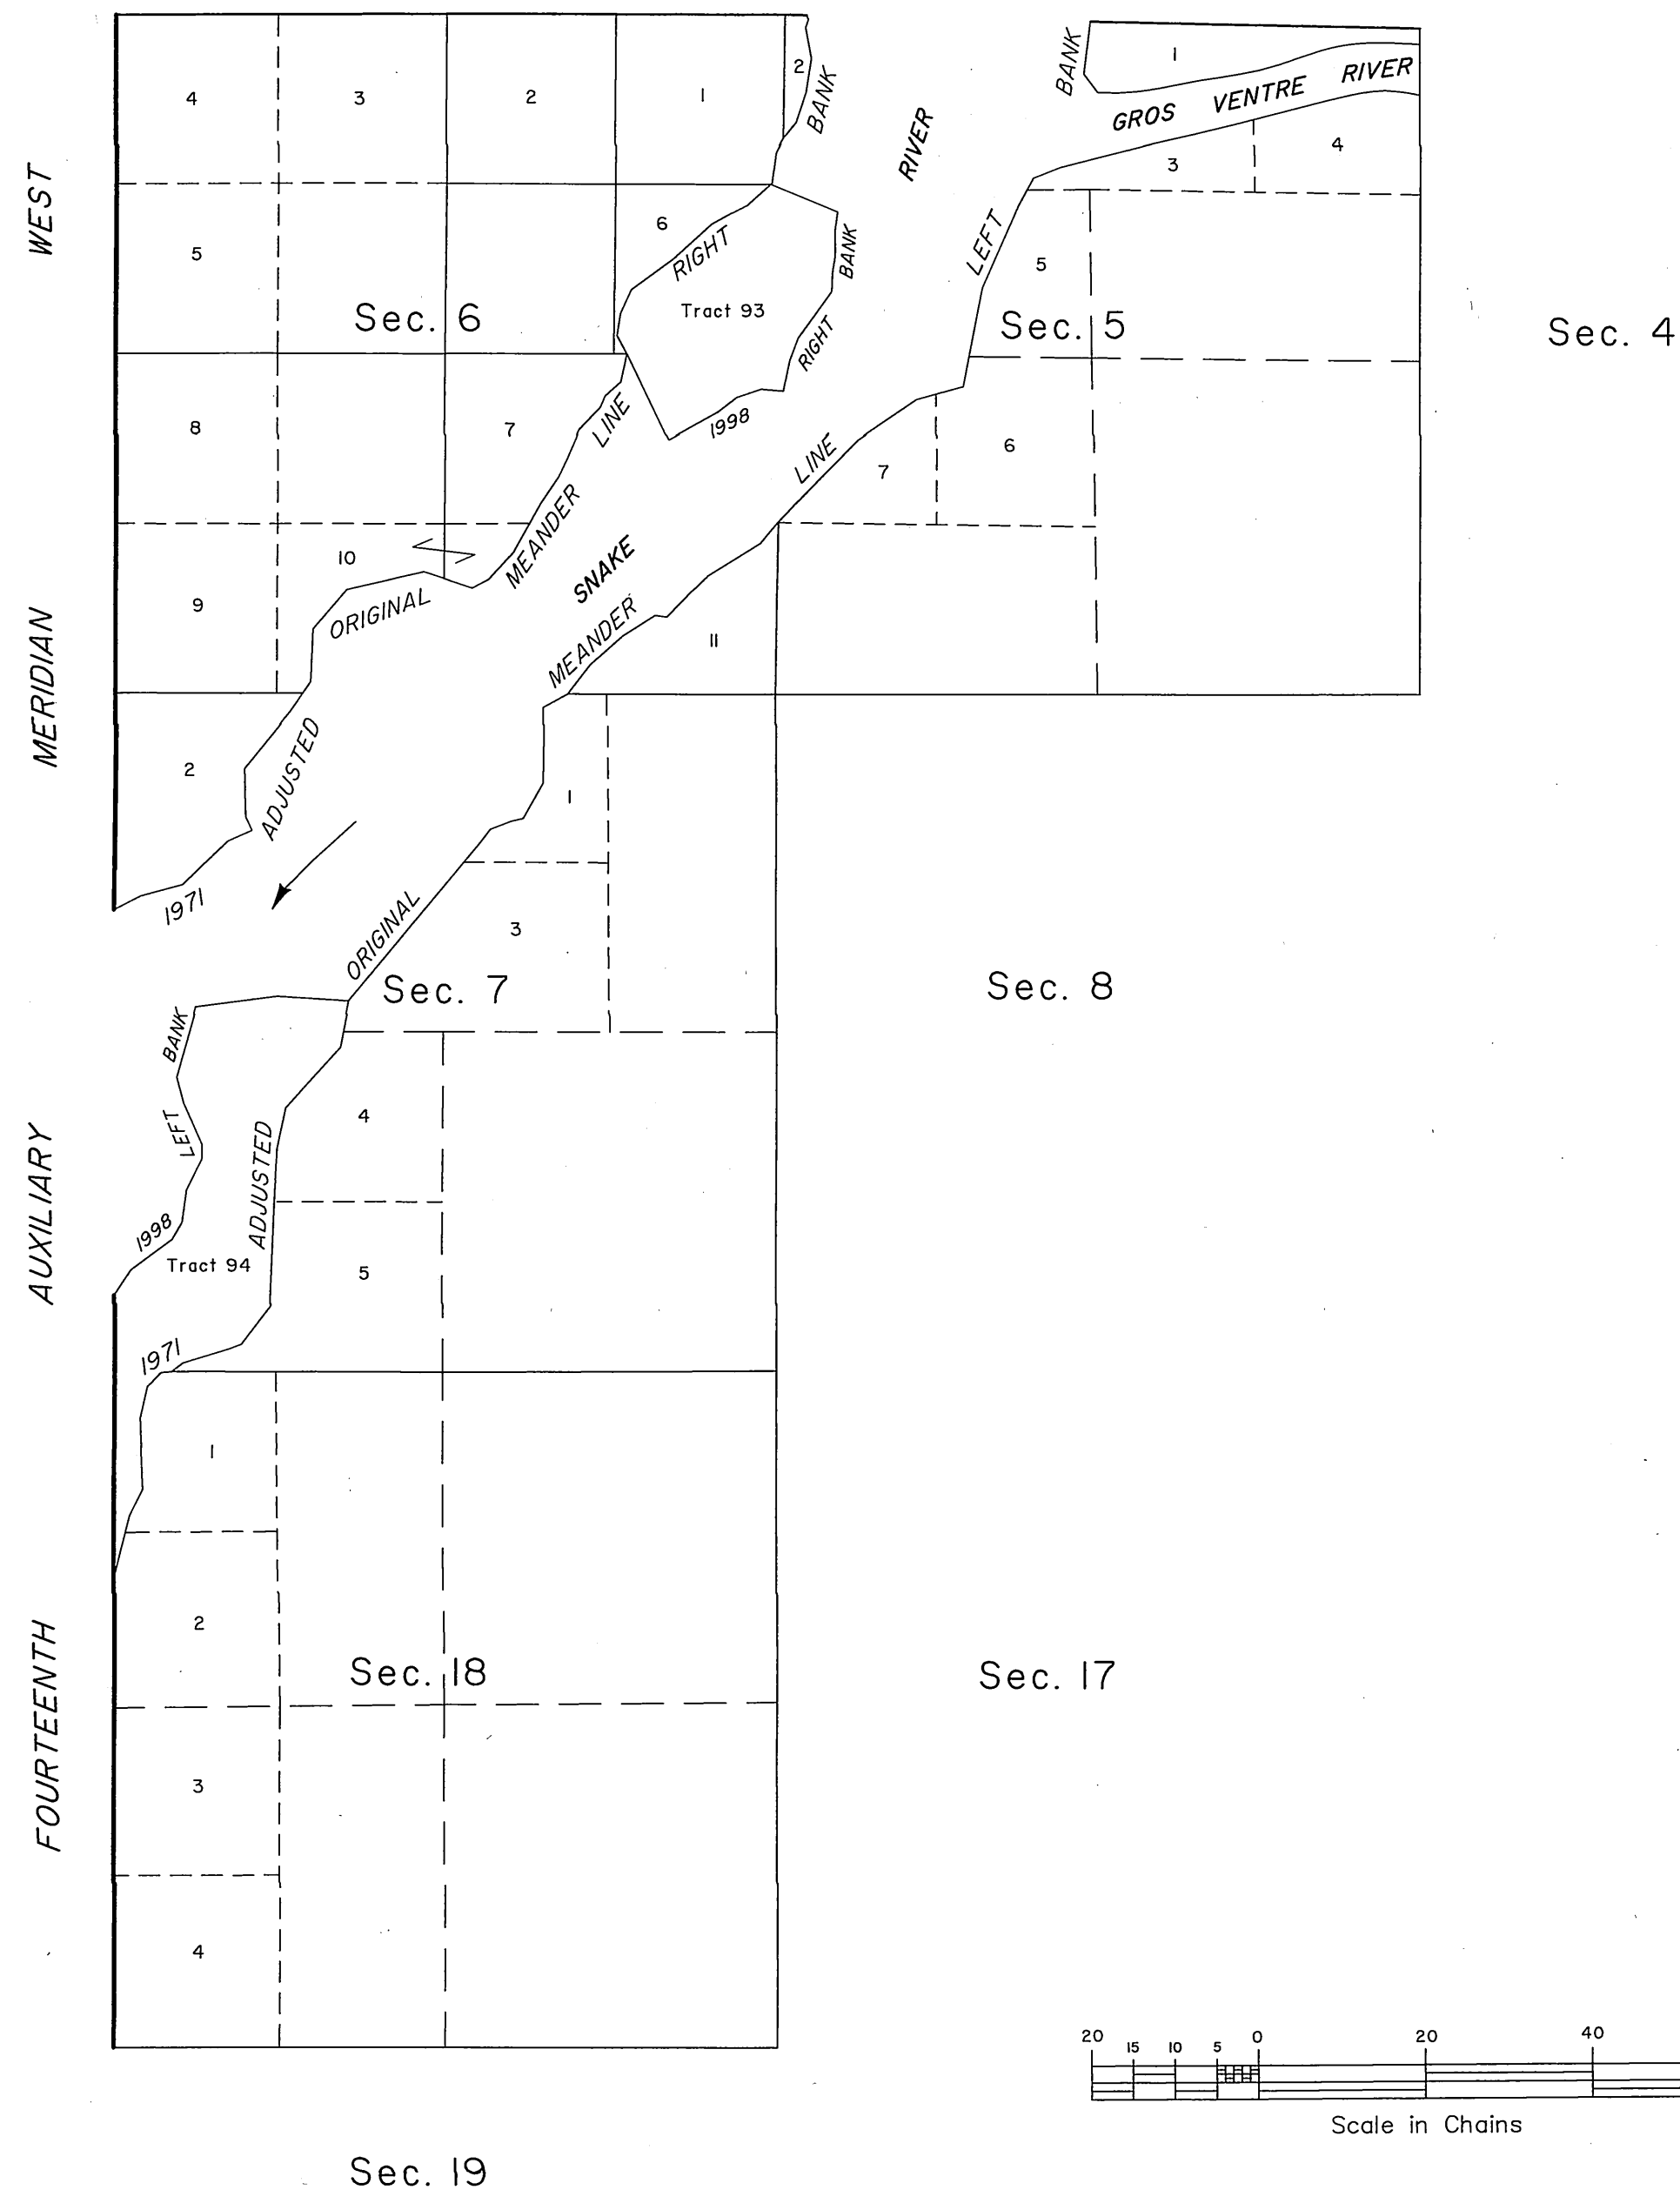 BANK
1
GROS VENTRE RIVER
4
3
2
1
2
BANK
RIVER
3
4
WEST
5
6
RIGHT
BANK
LEFT
5
Sec. 6
Tract 93
Sec. 5
Sec. 4
RIGHT
8
7
LINE
1998
LINE
7
6
10
MEANDER
SNAKE
9
ORIGINAL
MEANDER
11
MERIDIAN
2
ADJUSTED
1
1971
ORIGINAL
3
Sec. 7
Sec. 8
BANK
LEFT
4
AUXILIARY
ADJUSTED
1998
Tract 94
5
1971
1
2
Sec. 18
Sec. 17
FOURTEENTH
3
4
20 15 10 5 0 20 40
Scale in Chains
Sec. 19